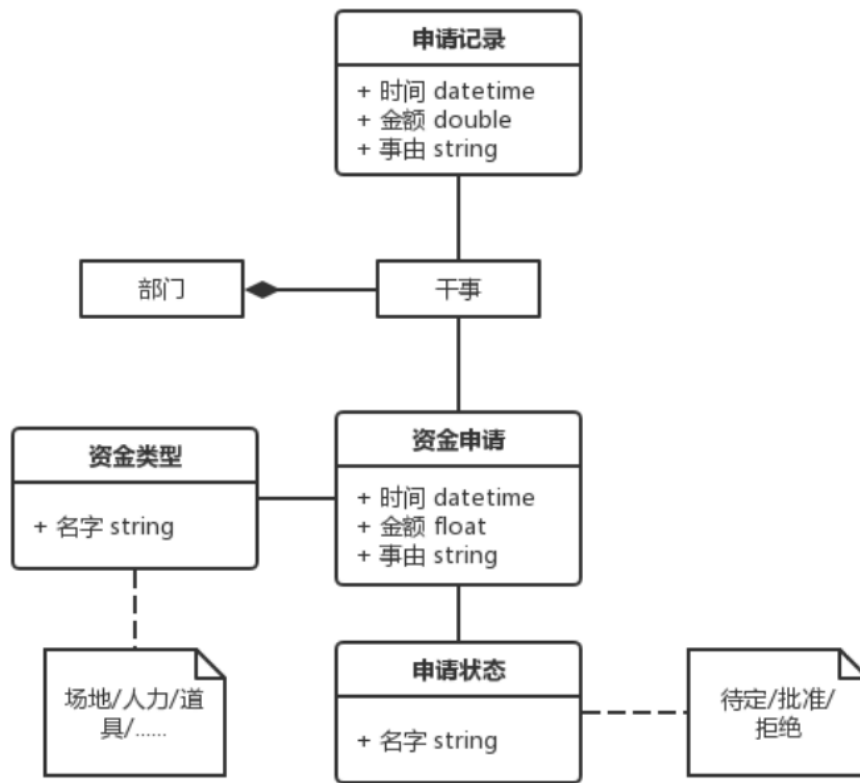 申请记录
+ 时间 datetime
+ 金额 double
+ 事由 string
部门
干事
资金类型
+ 名字 string
资金申请
+ 时间 datetime
+ 金额 float
+ 事由 string
场地/人力/道
具/......
申请状态
+ 名字 string
待定/批准/
拒绝